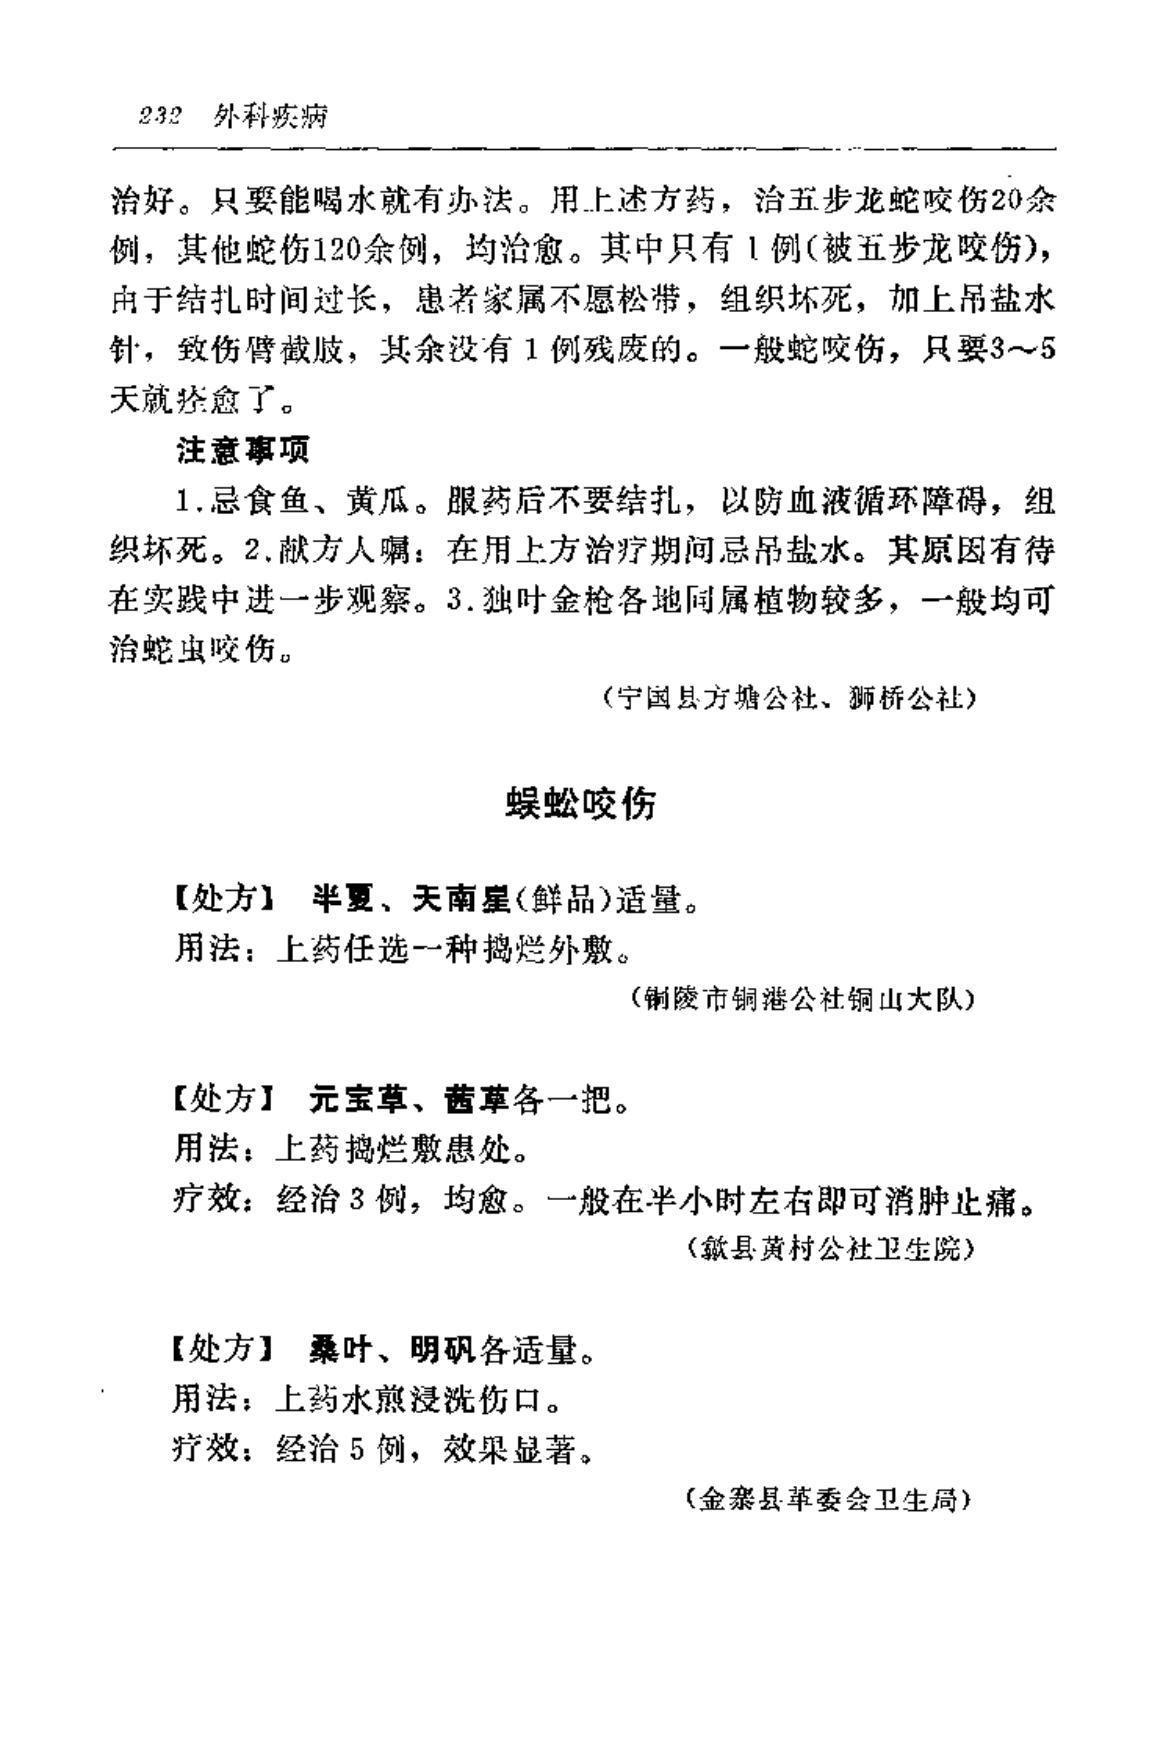 232 外科疾病
治好。只要能喝水就有办法。用上述方药，治五步龙蛇咬伤20余
例，其他蛇伤120余例，均治愈。其中只有1例(被五步龙咬伤)，
由于结扎时间过长，患者家属不愿松带，组织坏死，加上吊盐水
针，致伤臂截肢，其余没有1例残废的。一般蛇咬伤，只要3～5
天就痊愈了。
注意事项
1.忌食鱼、黄瓜。服药后不要结扎，以防血液循环障碍，组
织坏死。2.献方人嘱：在用上方治疗期间忌吊盐水。其原因有待
在实践中进一步观察。3.独叶金枪各地同属植物较多，一般均可
治蛇虫咬伤。
(宁国县方塘公社、狮桥公社)
蜈蚣咬伤
【处方】 半夏、天南星(鲜品)适量。
用法：上药任选一种捣烂外敷。
(铜陵市铜港公社铜山大队)
【处方】 元宝草、茜草各一把。
用法：上药捣烂敷患处。
疗效：经治3例，均愈。一般在半小时左右即可消肿止痛。
(歙县黄村公社卫生院)
【处方】 桑叶、明矾各适量。
用法：上药水煎浸洗伤口。
疗效：经治5例，效果显著。
(金寨县革委会卫生局)